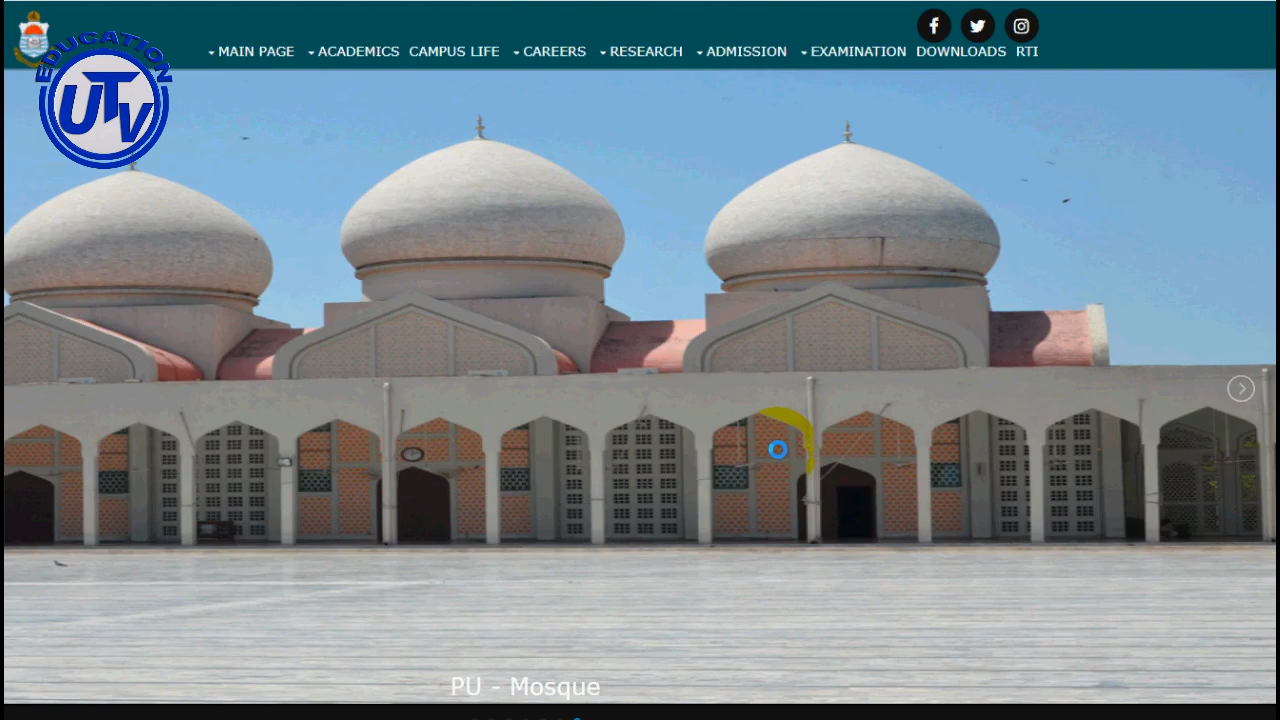 EDUCATION
UTV
MAIN PAGE ACADEMICS CAMPUS LIFE CAREERS RESEARCH ADMISSION EXAMINATION DOWNLOADS RTI
PU - Mosque